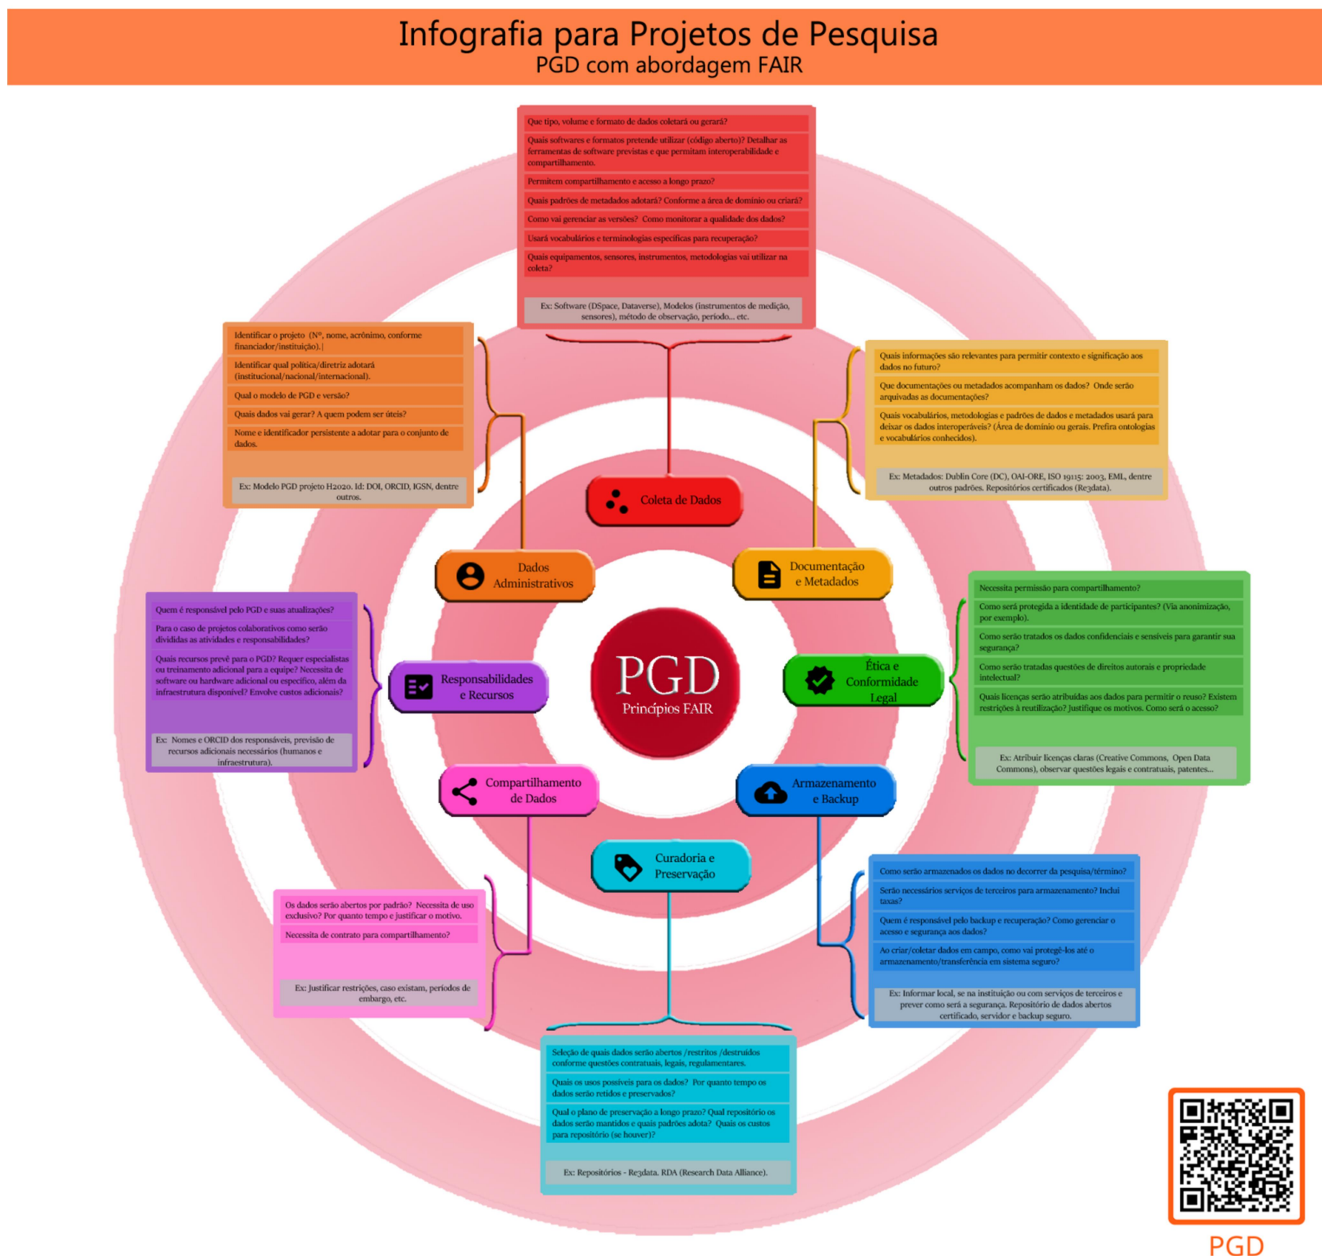 Infografia para Projetos de Pesquisa
PGD com abordagem FAIR
Que tipo, volume e formato de dados coletará ou gerará?
Quais softwares e formatos pretende utilizar (código aberto)? Detalhar as
ferramentas de software previstas e que permitam interoperabilidade e
compartilhamento.
Permitem compartilhamento e acesso a longo prazo?
Quais padrões de metadados adotará? Conforme a área de domínio ou criará?
Como vai gerenciar as versões? Como monitorar a qualidade dos dados?
Usará vocabulários e terminologias específicas para recuperação?
Quais equipamentos, sensores, instrumentos, metodologias vai utilizar na
coleta?
Ex: Software (DSpace, Dataverse), Modelos (instrumentos de medição,
sensores), método de observação, período... etc.
Identificar o projeto (Nº, nome, acrônimo, conforme
financiador/instituição).
Identificar qual política/diretriz adotará
(institucional/nacional/internacional).
Qual o modelo de PGD e versão?
Quais dados vai gerar? A quem podem ser úteis?
Nome e identificador persistente a adotar para o conjunto de
dados.
Ex: Modelo PGD projeto H2020. Id: DOI, ORCID, IGSN, dentre
outros.
Quais informações são relevantes para permitir contexto e significação aos
dados no futuro?
Que documentações ou metadados acompanham os dados? Onde serão
arquivadas as documentações?
Quais vocabulários, metodologias e padrões de dados e metadados usará para
deixar os dados interoperáveis? (Área de domínio ou gerais. Prefira ontologias
e vocabulários conhecidos).
Ex: Metadados: Dublin Core (DC), OAI-ORE, ISO 19115: 2003, EML, dentre
outros padrões. Repositórios certificados (Re3data).
Coleta de Dados
Dados
Administrativos
Documentação
e Metadados
Necessita permissão para compartilhamento?
Como será protegida a identidade de participantes? (Via anonimização,
por exemplo).
Como serão tratados os dados confidenciais e sensíveis para garantir sua
segurança?
Como serão tratadas questões de direitos autorais e propriedade
intelectual?
Quais licenças serão atribuídas aos dados para permitir o reuso? Existem
restrições à reutilização? Justifique os motivos. Como será o acesso?
Ex: Atribuir licenças claras (Creative Commons, Open Data
Commons), observar questões legais e contratuais, patentes...
Quem é responsável pelo PGD e suas atualizações?
Para o caso de projetos colaborativos como serão
divididas as atividades e responsabilidades?
Quais recursos prevê para o PGD? Requer especialistas
ou treinamento adicional para a equipe? Necessita de
software ou hardware adicional ou específico, além da
infraestrutura disponível? Envolve custos adicionais?
Ex: Nomes e ORCID dos responsáveis, previsão de
recursos adicionais necessários (humanos e
infraestrutura).
Responsabilidades
e Recursos
PGD
Princípios FAIR
Ética e
Conformidade
Legal
Compartilhamento
de Dados
Armazenamento
e Backup
Curadoria e
Preservação
Os dados serão abertos por padrão? Necessita de uso
exclusivo? Por quanto tempo e justificar o motivo.
Necessita de contrato para compartilhamento?
Ex: Justificar restrições, caso existam, períodos de
embargo, etc.
Como serão armazenados os dados no decorrer da pesquisa/término?
Serão necessários serviços de terceiros para armazenamento? Inclui
taxas?
Quem é responsável pelo backup e recuperação? Como gerenciar o
acesso e segurança aos dados?
Ao criar/coletar dados em campo, como vai protegê-los até o
armazenamento/transferência em sistema seguro?
Ex: Informar local, se na instituição ou com serviços de terceiros e
prever como será a segurança. Repositório de dados abertos
certificado, servidor e backup seguro.
Seleção de quais dados serão abertos /restritos /destruídos
conforme questões contratuais, legais, regulamentares.
Quais os usos possíveis para os dados? Por quanto tempo os
dados serão retidos e preservados?
Qual o plano de preservação a longo prazo? Qual repositório os
dados serão mantidos e quais padrões adota? Quais os custos
para repositório (se houver)?
Ex: Repositórios - Re3data. RDA (Research Data Alliance).
PGD